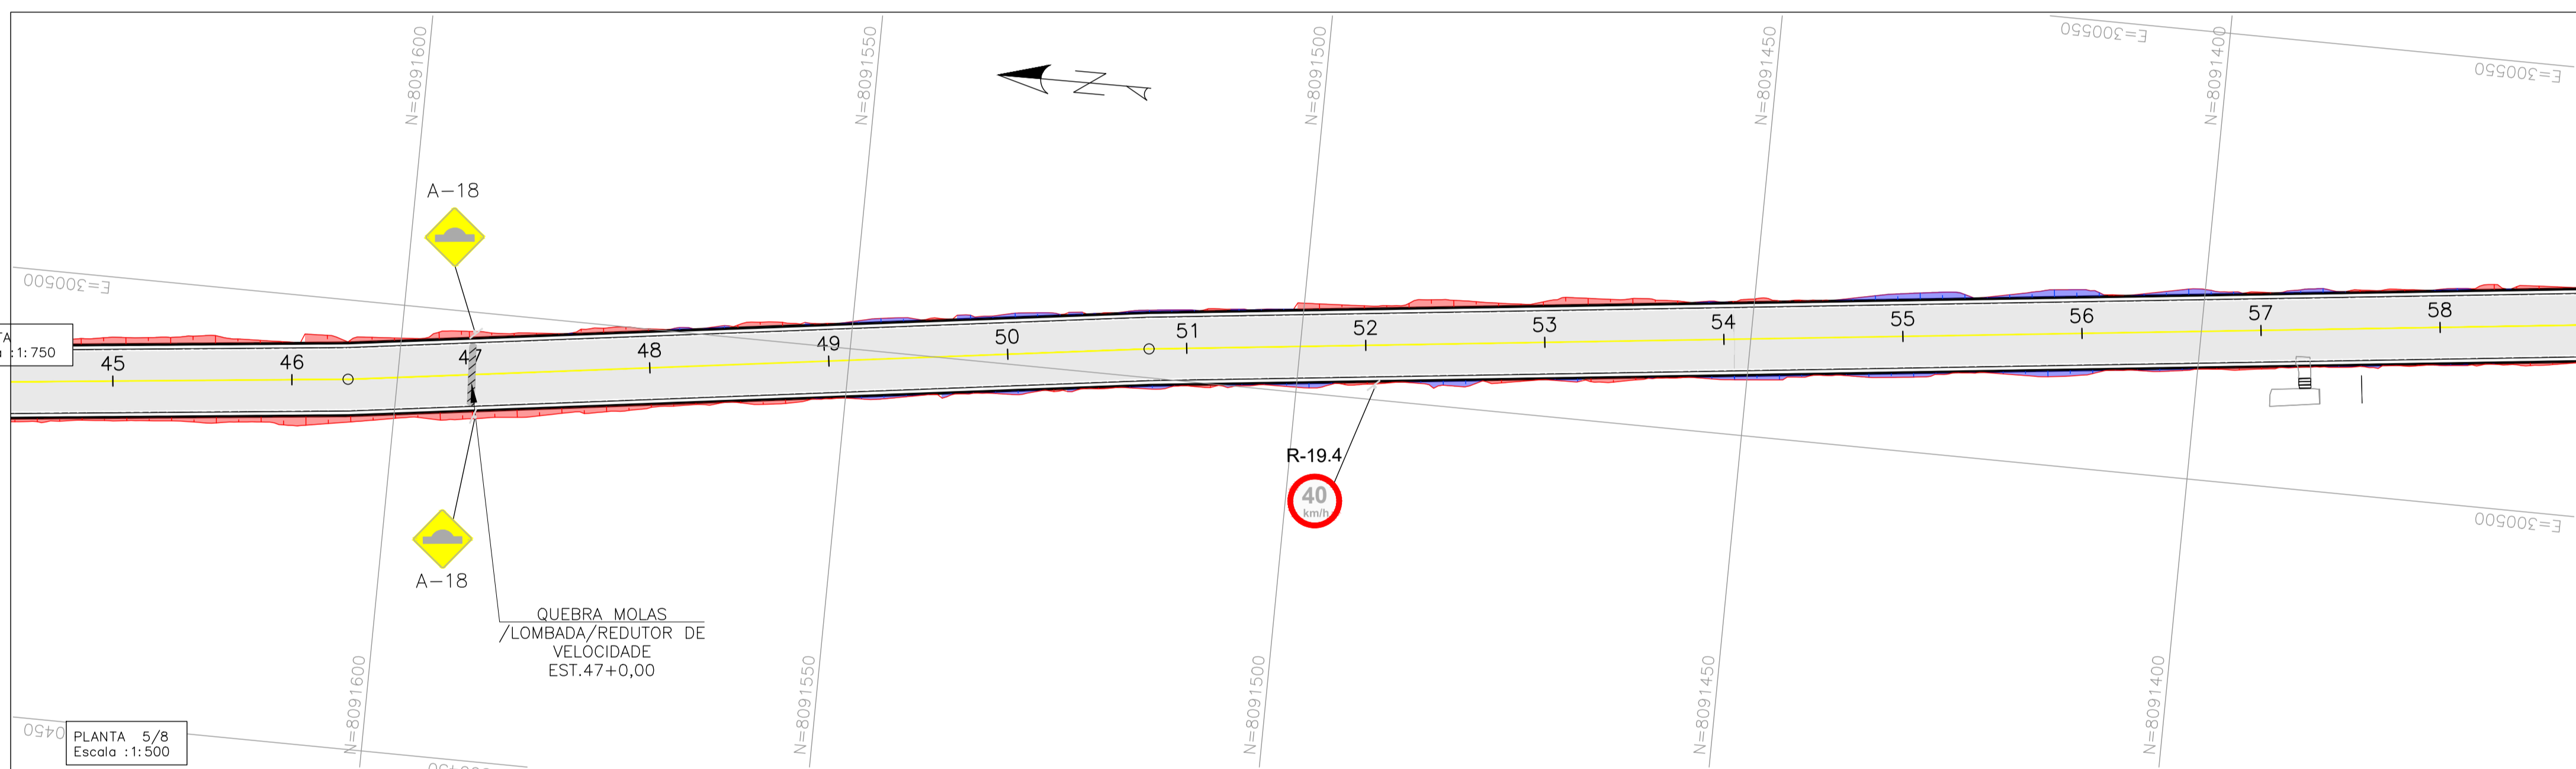 N=8091600
N=8091550
N=8091500
N=8091450
N=8091400
E=300550
E=300550
N
A-18
E=300500
TA
:1:750
45
46
47
48
49
50
51
52
53
54
55
56
57
58
R-19.4
40
km/h
E=300500
A-18
QUEBRA MOLAS
/LOMBADA/REDUTOR DE
VELOCIDADE
EST.47+0,00
N=8091600
N=8091550
N=8091500
N=8091450
N=8091400
0450
PLANTA 5/8
Escala :1:500